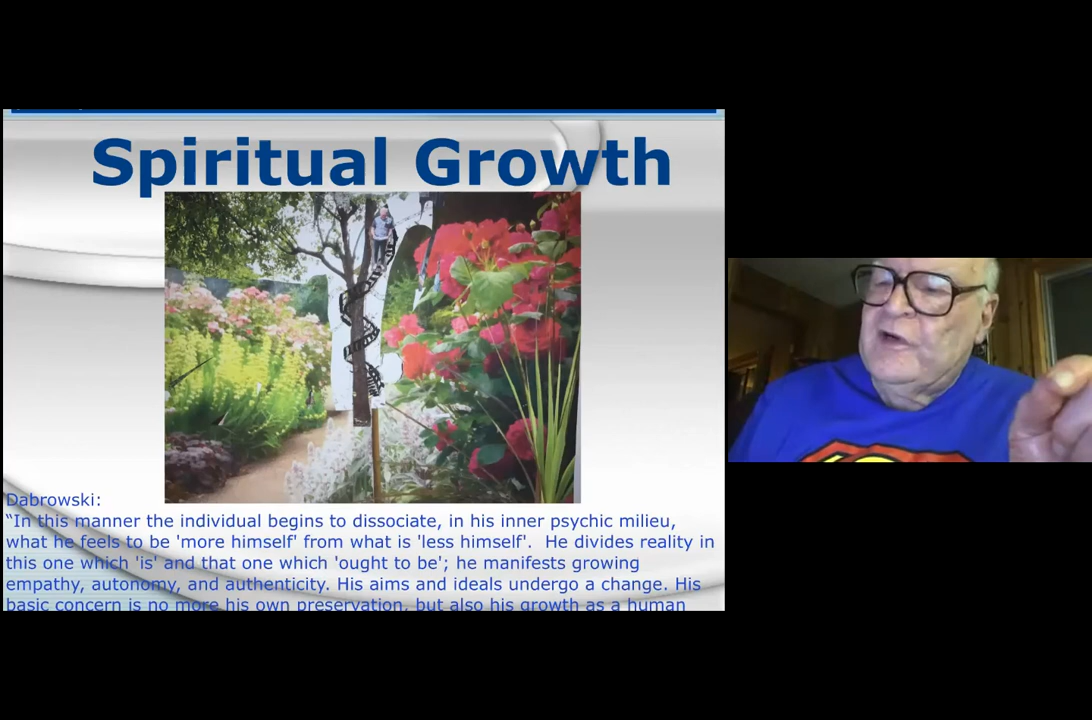 Spiritual Growth
Dabrowski:
“In this manner the individual begins to dissociate, in his inner psychic milieu,
what he feels to be 'more himself' from what is 'less himself'.  He divides reality in
this one which 'is' and that one which 'ought to be'; he manifests growing
empathy, autonomy, and authenticity. His aims and ideals undergo a change. His
basic concern is no more his own preservation, but also his growth as a human